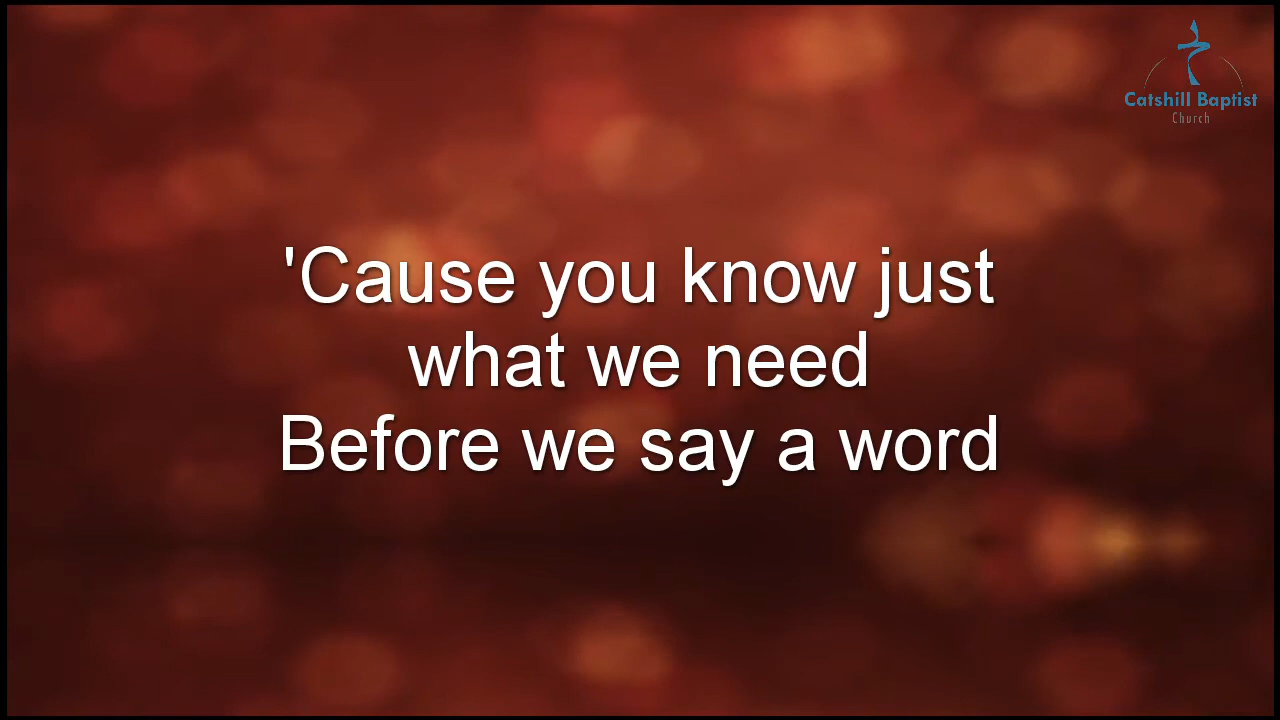 Catshill Baptist
Church
'Cause you know just
what we need
Before we say a word